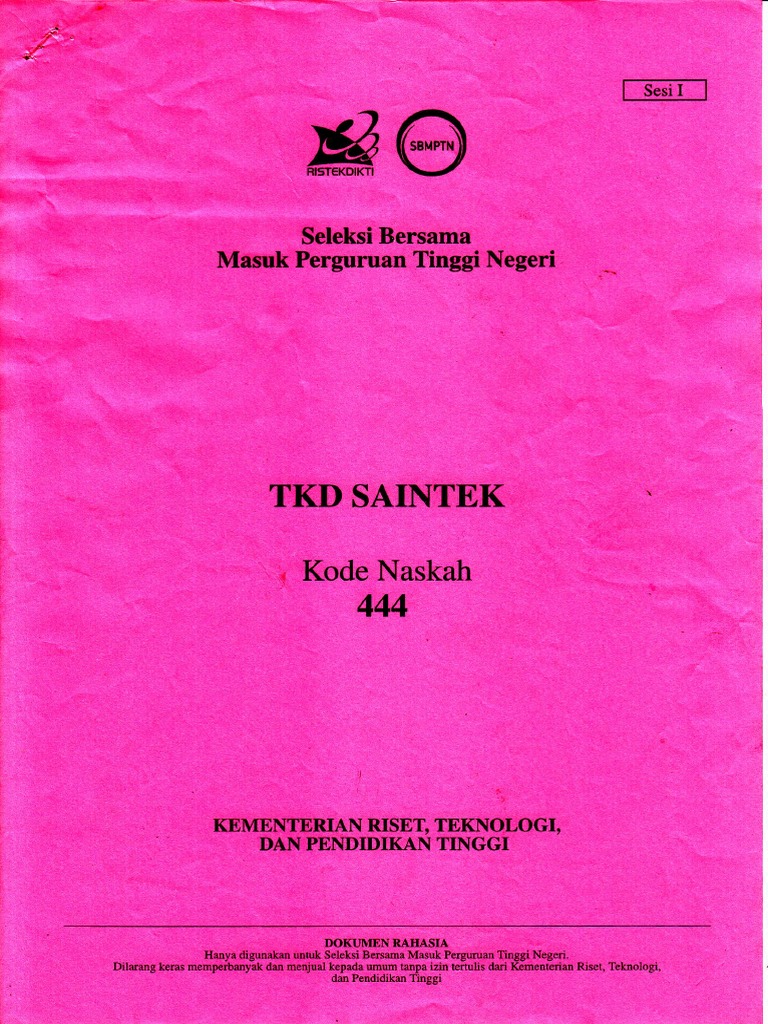 Sesi I
RISTEKDIKTI
SBMPTN
Seleksi Bersama
Masuk Perguruan Tinggi Negeri
TKD SAINTEK
Kode Naskah
444
KEMENTERIAN RISET, TEKNOLOGI,
DAN PENDIDIKAN TINGGI
DOKUMEN RAHASIA
Hanya digunakan untuk Seleksi Bersama Masuk Perguruan Tinggi Negeri.
Dilarang keras memperbanyak dan menjual kepada umum tanpa izin tertulis dari Kementerian Riset, Teknologi,
dan Pendidikan Tinggi